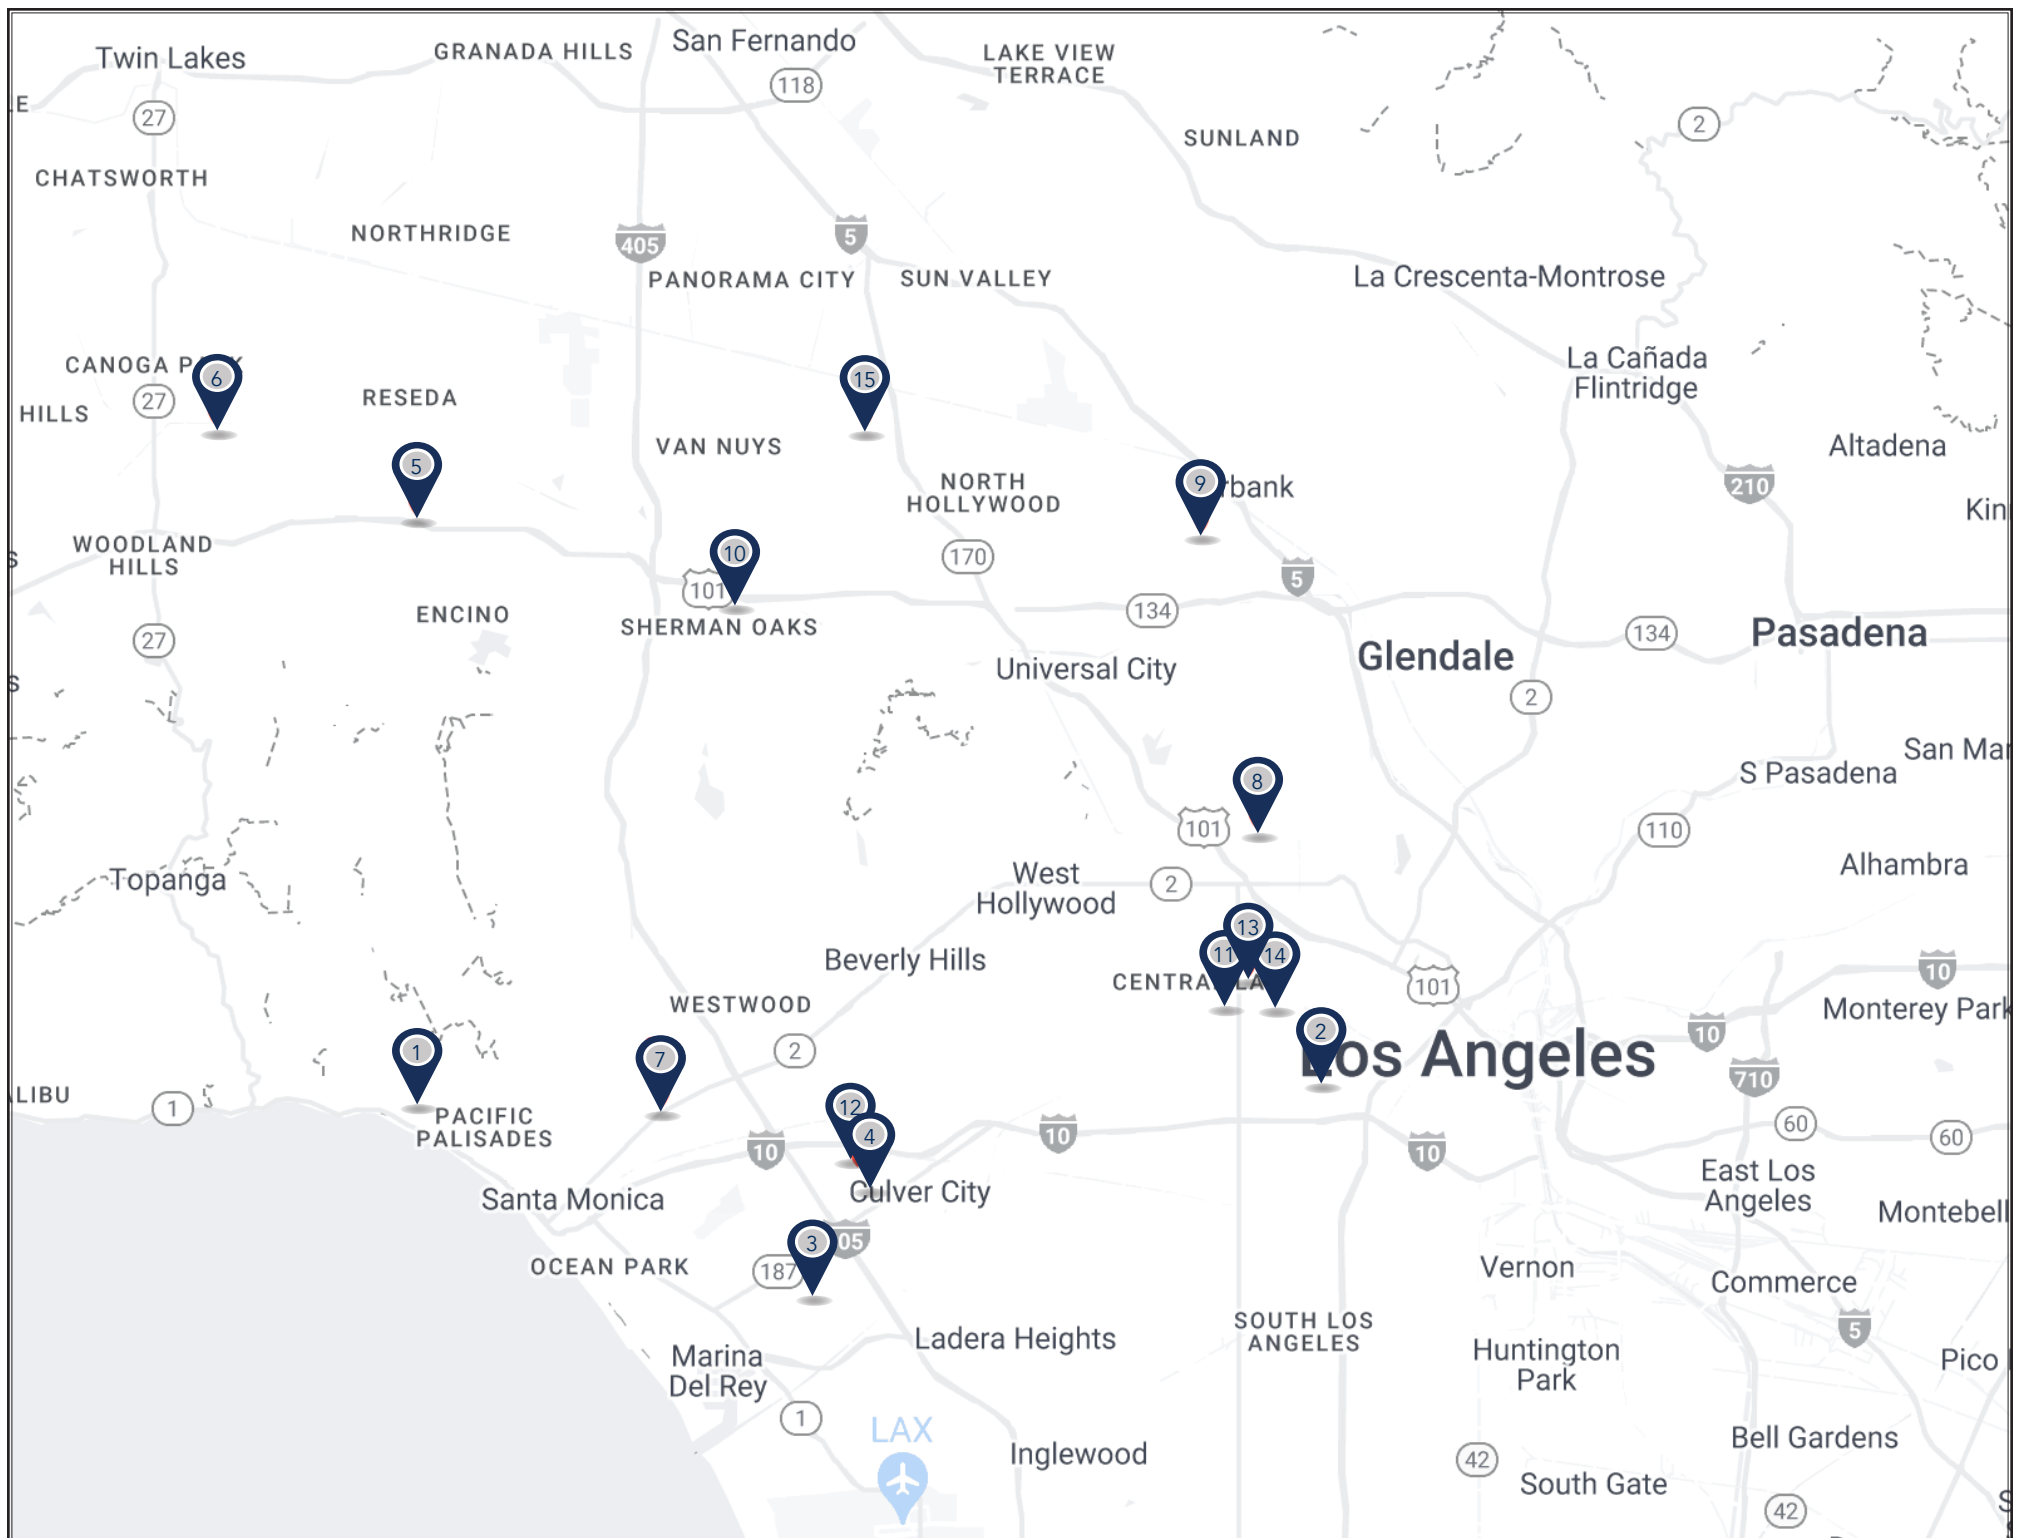 Twin Lakes
GRANADA HILLS
San Fernando
LAKE VIEW
TERRACE
118
27
2
SUNLAND
CHATSWORTH
NORTHRIDGE
405
5
PANORAMA CITY
SUN VALLEY
La Crescenta-Montrose
CANOGA
6
15
La Cañada
Flintridge
27
RESEDA
HILLS
VAN NUYS
Altadena
5
9
rbank
210
NORTH
HOLLYWOOD
Kin
WOODLAND
HILLS
10
170
101
5
134
ENCINO
SHERMAN OAKS
27
134
Pasadena
Universal City
Glendale
2
San Mar
S Pasadena
8
101
110
Topanga
West
Hollywood
2
Alhambra
13
11
14
Beverly Hills
CENTRA LA
10
101
WESTWOOD
Monterey Park
2
Los Angeles
10
1
7
2
710
LIBU
1
PACIFIC
PALISADES
12
4
10
10
10
60
60
Culver City
Santa Monica
East Los
Angeles
Montebell
3
05
187
OCEAN PARK
Vernon
Commerce
SOUTH LOS
ANGELES
5
Ladera Heights
Marina
Del Rey
Huntington
Park
Pico
1
LAX
Inglewood
Bell Gardens
42
South Gate
42